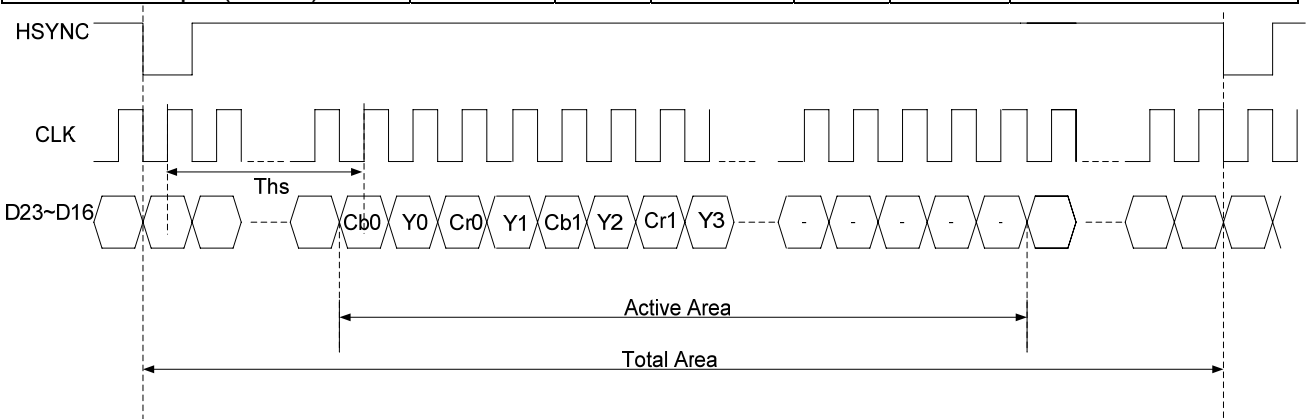 HSYNC
CLK
Ths
D23~D16
Cb0 Y0 Cr0 Y1 Cb1 Y2 Cr1 Y3 - - - - -
Active Area
Total Area